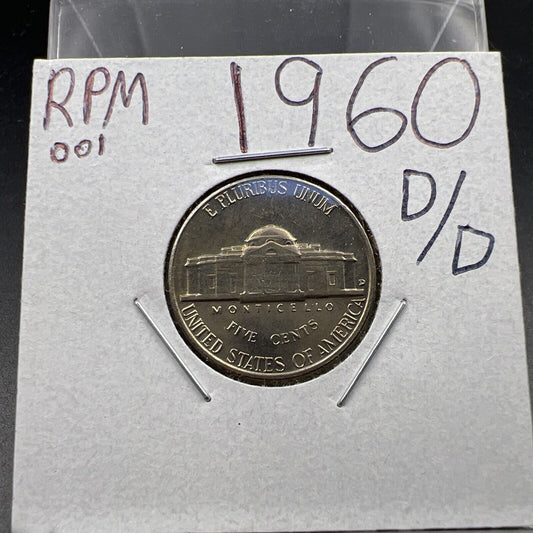 RPM 1960
001
D/D
E PLURIBUS UNUM
MONTICELLO
FIVE CENTS
UNITED STATES OF AMERICA
D